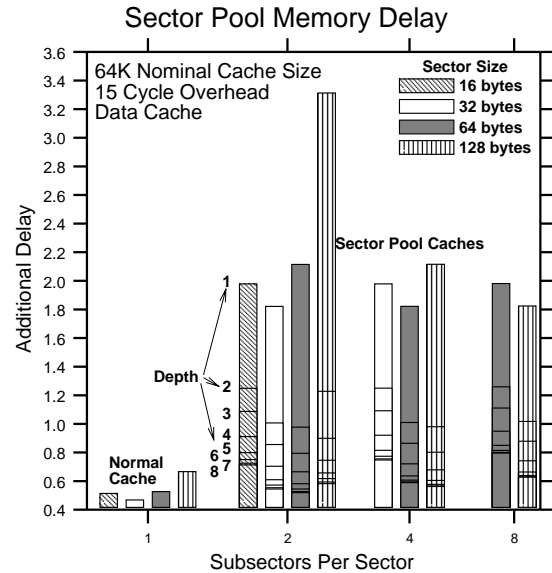 Sector Pool Memory Delay
3.6
3.4
3.2
3.0
2.8
2.6
2.4
2.2
2.0
1.8
1.6
1.4
1.2
1.0
0.8
0.6
0.4
Additional Delay
64K Nominal Cache Size
15 Cycle Overhead
Data Cache
Sector Size
16 bytes
32 bytes
64 bytes
128 bytes
Sector Pool Caches
Depth
1
2
3
4
5
6
7
8
Normal
Cache
1
2
4
8
Subsectors Per Sector